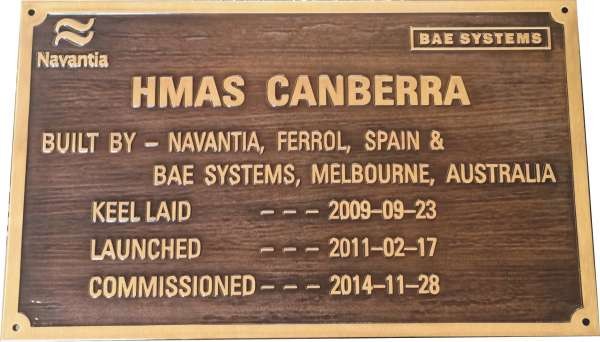 Navantia
BAE SYSTEMS
HMAS CANBERRA
BUILT BY – NAVANTIA, FERROL, SPAIN &
BAE SYSTEMS, MELBOURNE, AUSTRALIA
KEEL LAID – – – 2009–09–23
LAUNCHED – – – 2011–02–17
COMMISSIONED – – – 2014–11–28